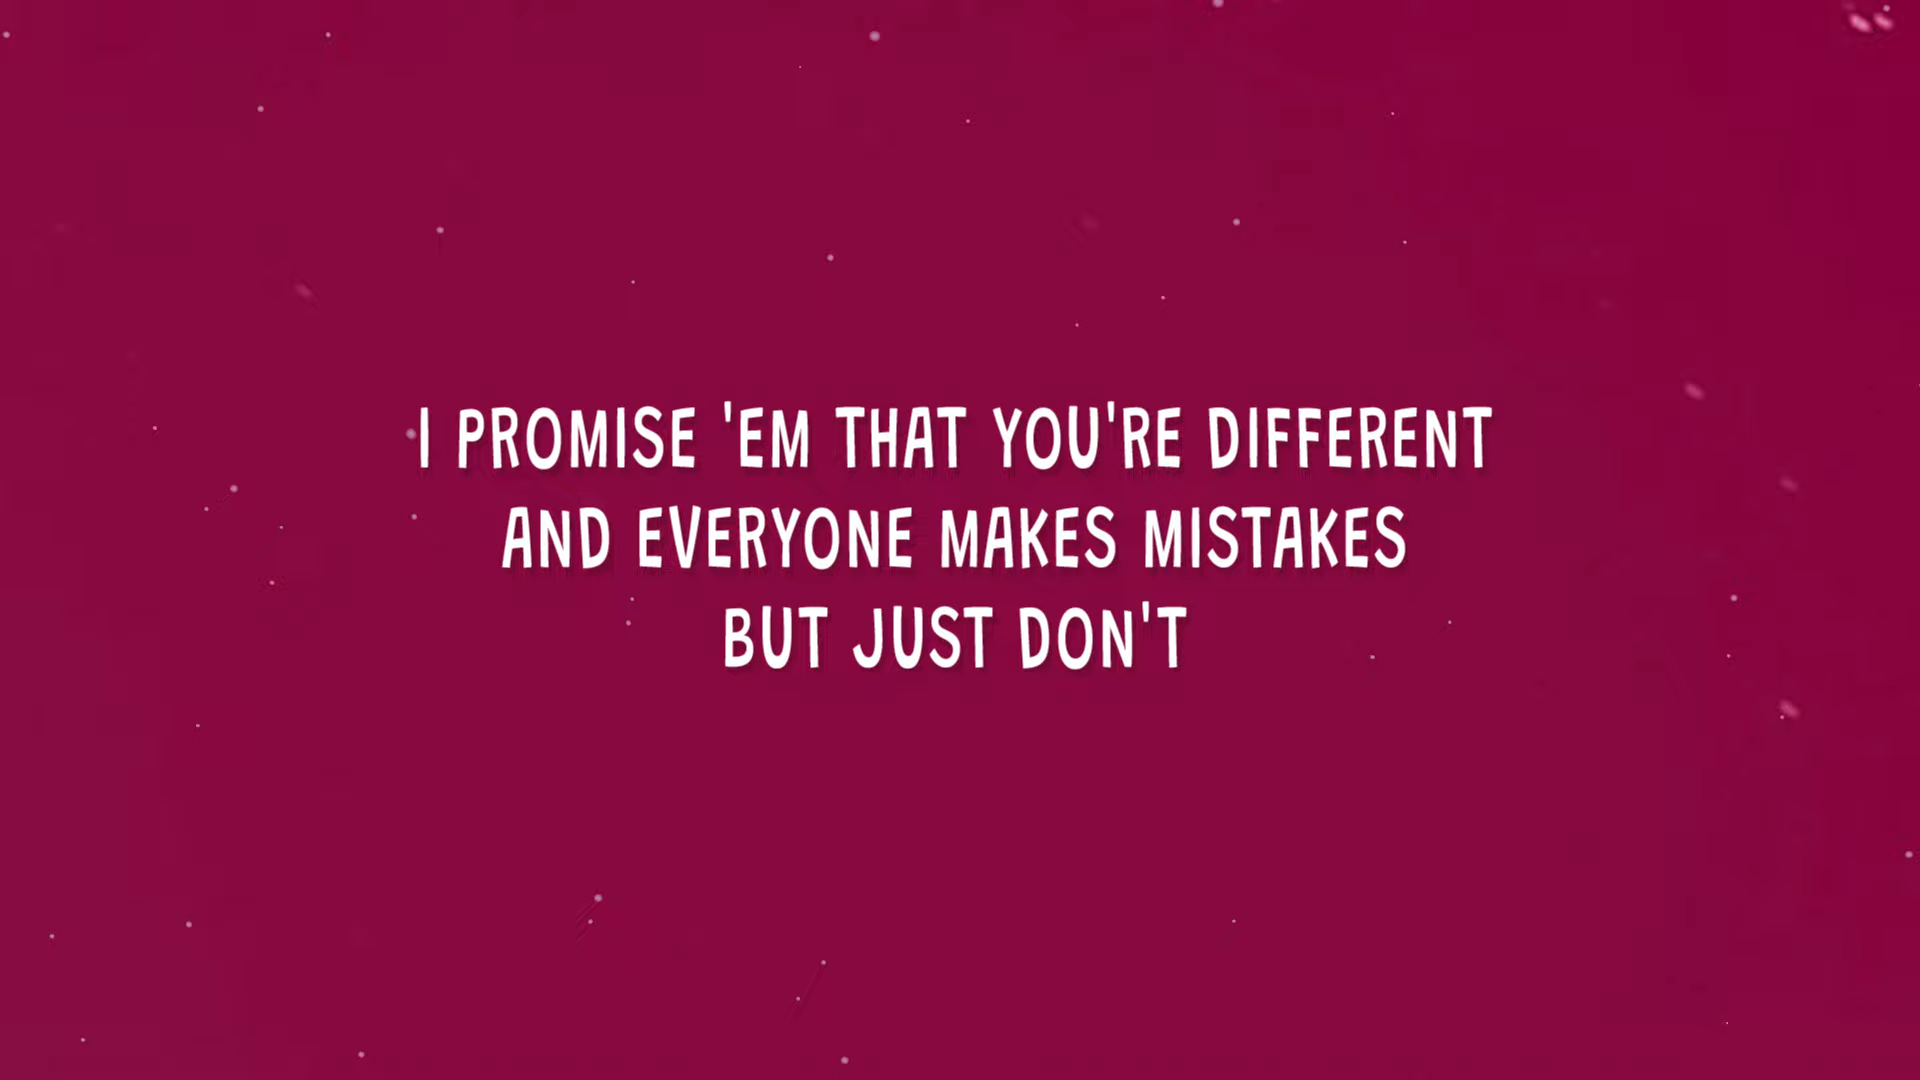 I PROMISE 'EM THAT YOU'RE DIFFERENT
AND EVERYONE MAKES MISTAKES
BUT JUST DON'T